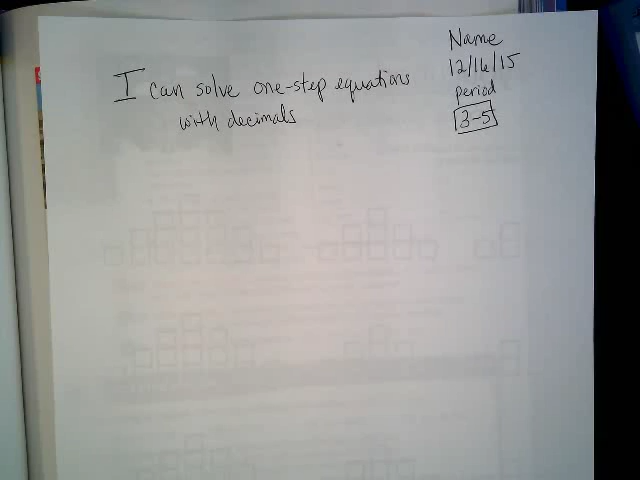 I can solve one-step equations
with decimals
Name
12/16/15
period
3-5